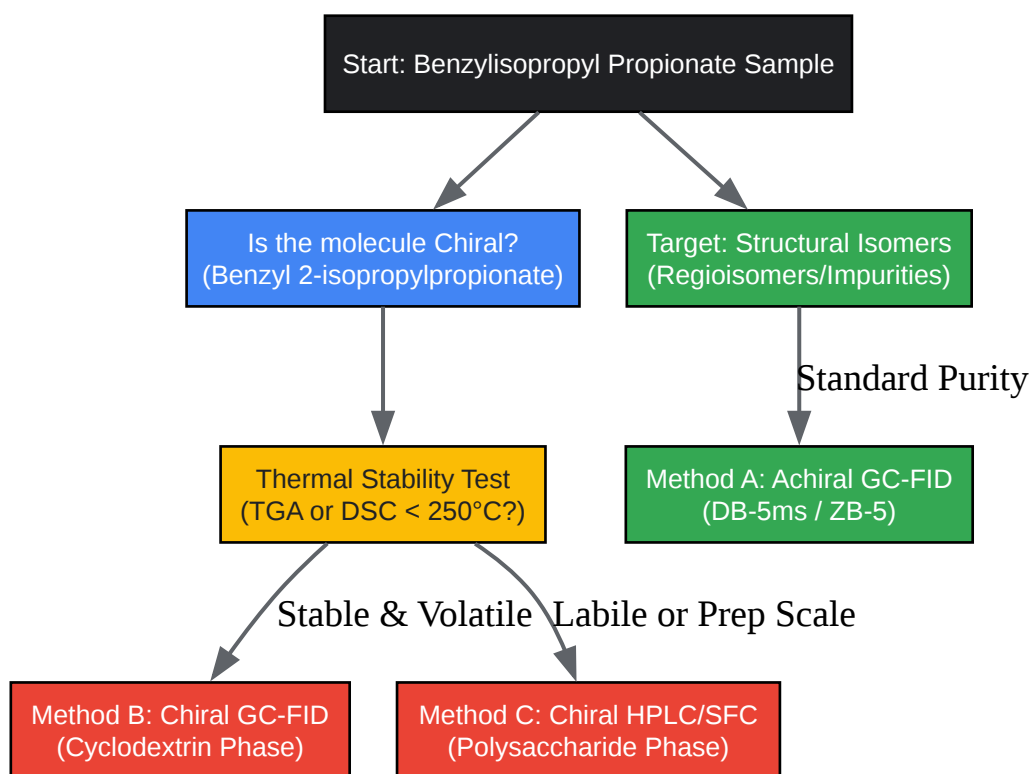 Start: Benzylisopropyl Propionate Sample
Is the molecule Chiral?
(Benzyl 2-isopropylpropionate)
Target: Structural Isomers
(Regioisomers/Impurities)
Standard Purity
Thermal Stability Test
(TGA or DSC < 250°C?)
Method A: Achiral GC-FID
(DB-5ms / ZB-5)
Stable & Volatile
Labile or Prep Scale
Method B: Chiral GC-FID
(Cyclodextrin Phase)
Method C: Chiral HPLC/SFC
(Polysaccharide Phase)